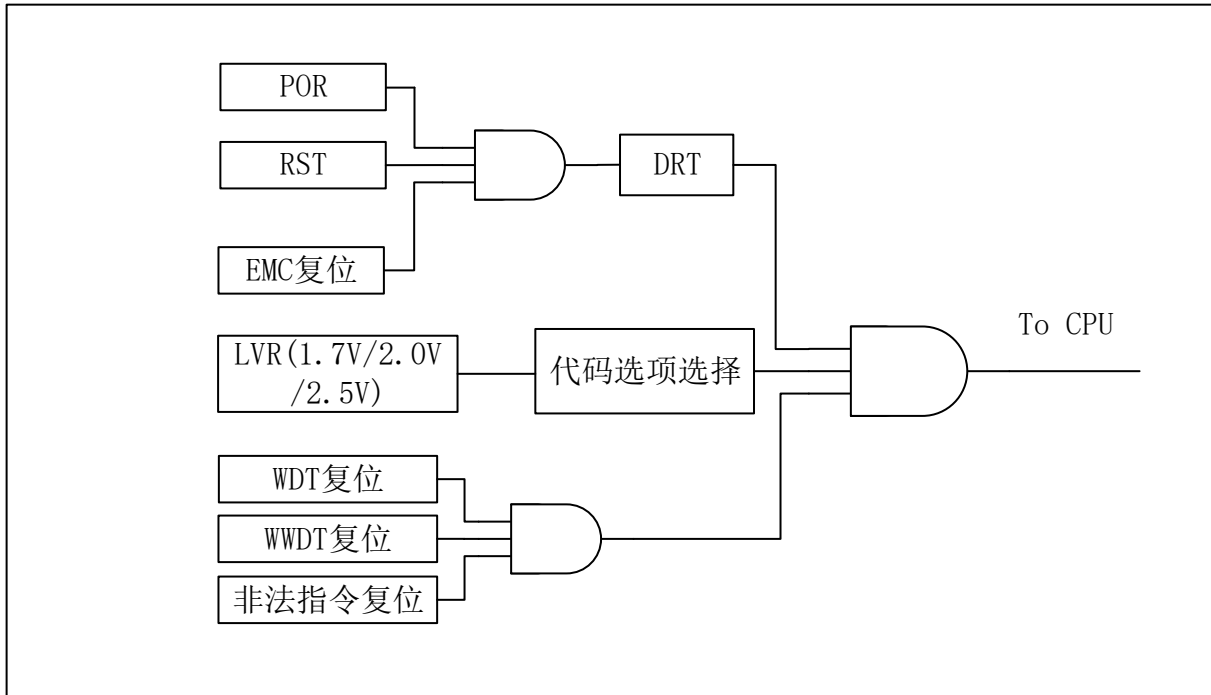 POR
RST
DRT
EMC复位
To CPU
LVR(1.7V/2.0V
/2.5V)
代码选项选择
WDT复位
WWDT复位
非法指令复位